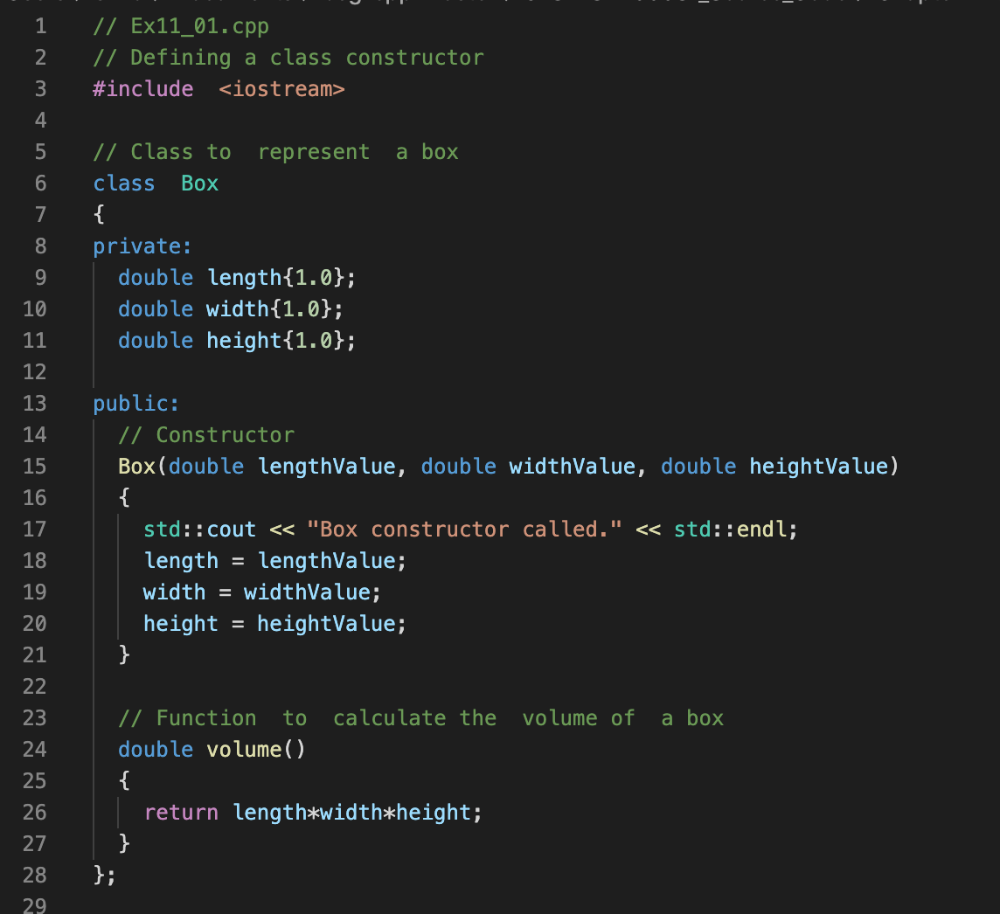 1 // Ex11_01.cpp
2 // Defining a class constructor
3 #include  <iostream>
4
5 // Class to  represent  a box
6 class  Box
7 {
8 private:
9   double length{1.0};
10   double width{1.0};
11   double height{1.0};
12
13 public:
14   // Constructor
15   Box(double lengthValue, double widthValue, double heightValue)
16   {
17     std::cout << "Box constructor called." << std::endl;
18     length = lengthValue;
19     width = widthValue;
20     height = heightValue;
21   }
22
23   // Function  to  calculate the  volume of  a box
24   double volume()
25   {
26     return length*width*height;
27   }
28 };
29